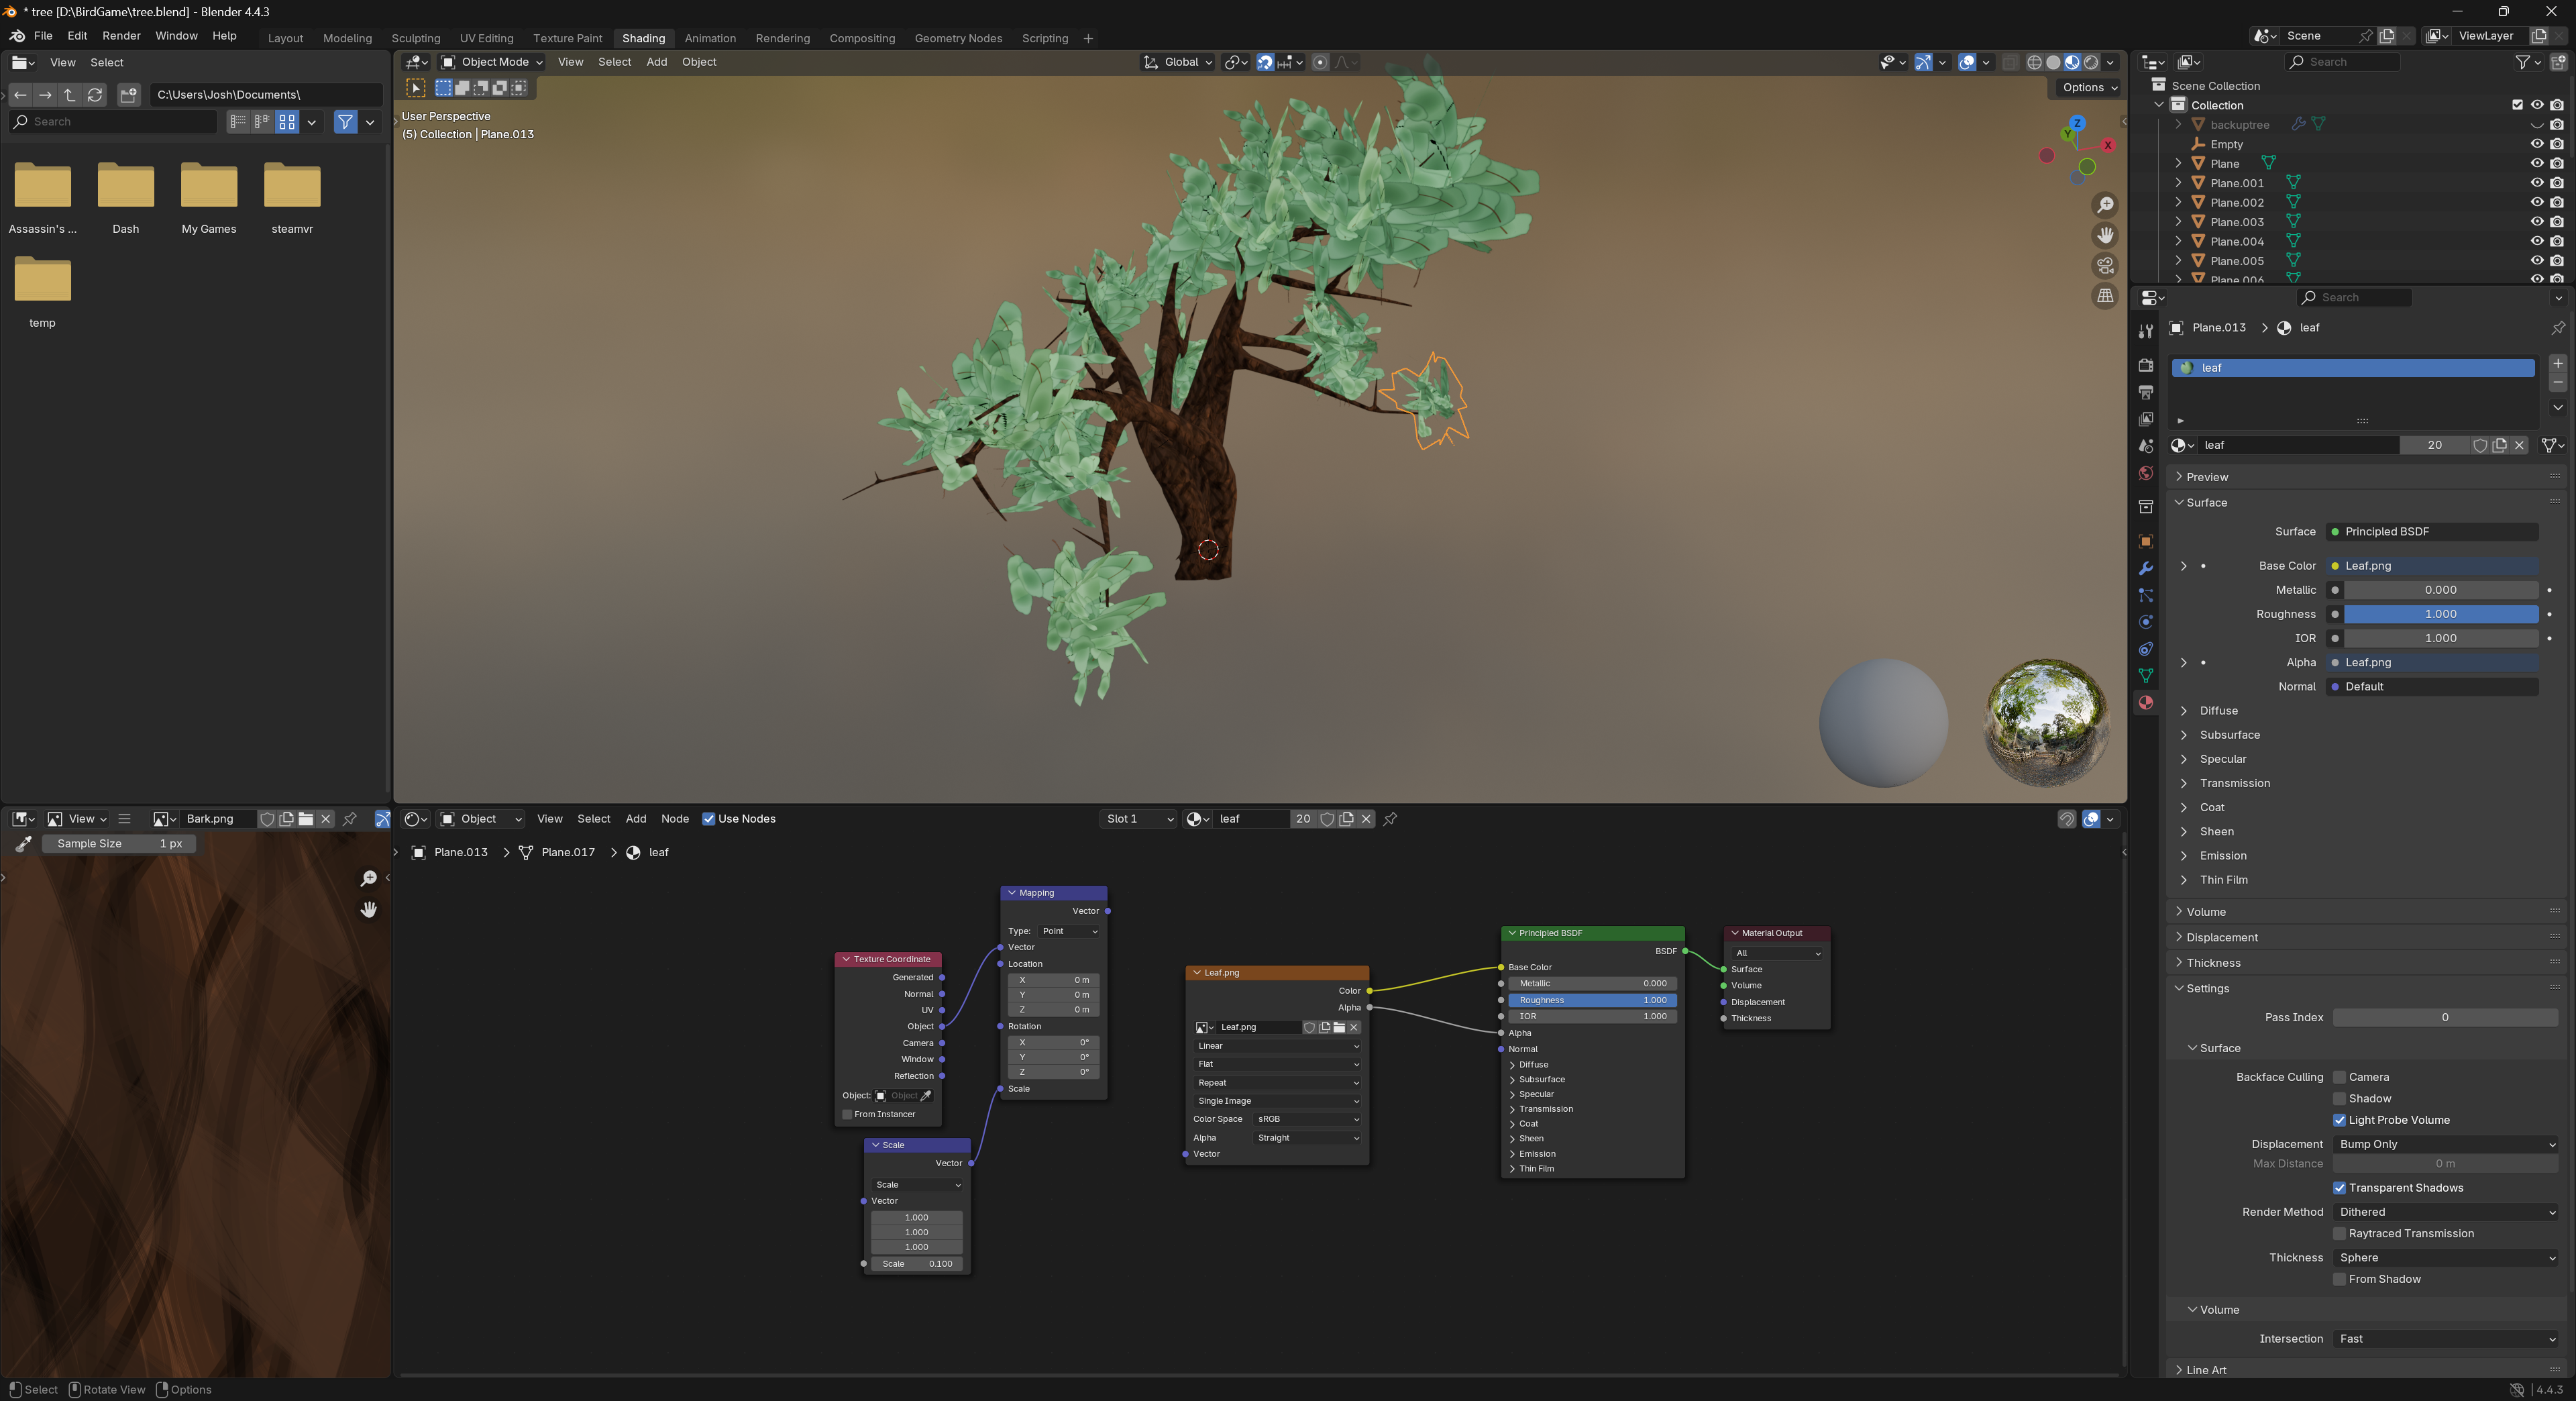 * tree [D:\BirdGame\tree.blend] - Blender 4.4.3
File Edit Render Window Help
Layout Modeling Sculpting UV Editing Texture Paint Shading Animation Rendering Compositing Geometry Nodes Scripting
Scene
ViewLayer
View Select
C:\Users\Josh\Documents\
Search
Assassin's ...
Dash
My Games
steamvr
temp
Object Mode View Select Add Object
Global
Options
User Perspective
(5) Collection | Plane.013
Z
Y
X
Search
Scene Collection
Collection
backuptree
Empty
Plane
Plane.001
Plane.002
Plane.003
Plane.004
Plane.005
Plane.006
Search
Plane.013 > leaf
leaf
leaf 20
Preview
Surface
Surface Principled BSDF
Base Color Leaf.png
Metallic 0.000
Roughness 1.000
IOR 1.000
Alpha Leaf.png
Normal Default
Diffuse
Subsurface
Specular
Transmission
Coat
Sheen
Emission
Thin Film
Volume
Displacement
Thickness
Settings
Pass Index 0
Surface
Backface Culling Camera
Shadow
Light Probe Volume
Displacement Bump Only
Max Distance 0 m
Transparent Shadows
Render Method Dithered
Raytraced Transmission
Thickness Sphere
From Shadow
Volume
Intersection Fast
Line Art
View Bark.png
Sample Size 1 px
Object View Select Add Node Use Nodes
Slot 1
leaf 20
Plane.013 > Plane.017 > leaf
Texture Coordinate
Generated
Normal
UV
Object
Camera
Window
Reflection
Object: Object
From Instancer
Scale
Vector
Scale
Vector
1.000
1.000
1.000
Scale 0.100
Mapping
Vector
Type: Point
Vector
Location
X 0 m
Y 0 m
Z 0 m
Rotation
X 0°
Y 0°
Z 0°
Scale
Leaf.png
Color
Alpha
Leaf.png
Linear
Flat
Repeat
Single Image
Color Space sRGB
Alpha Straight
Vector
Principled BSDF
BSDF
Base Color
Metallic 0.000
Roughness 1.000
IOR 1.000
Alpha
Normal
Diffuse
Subsurface
Specular
Transmission
Coat
Sheen
Emission
Thin Film
Material Output
All
Surface
Volume
Displacement
Thickness
Select Rotate View Options
4.4.3